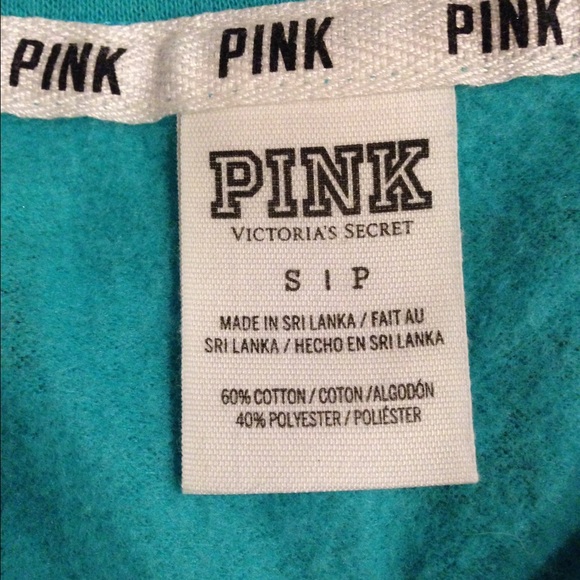 PINK PINK PINK
PINK
VICTORIA'S SECRET
S | P
MADE IN SRI LANKA / FAIT AU
SRI LANKA / HECHO EN SRI LANKA
60% COTTON / COTON /ALGODÓN
40% POLYESTER / POLIÉSTER